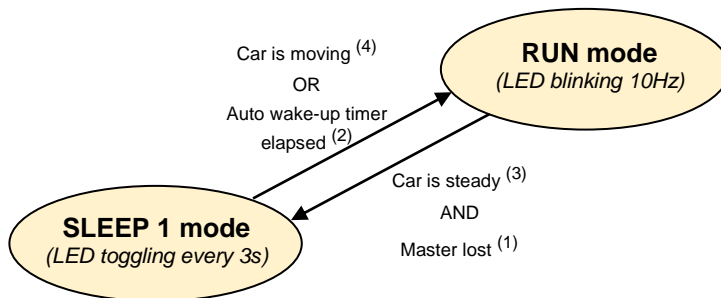 Car is moving (4)
OR
Auto wake-up timer
elapsed (2)
RUN mode
(LED blinking 10Hz)
Car is steady (3)
AND
Master lost (1)
SLEEP 1 mode
(LED toggling every 3s)